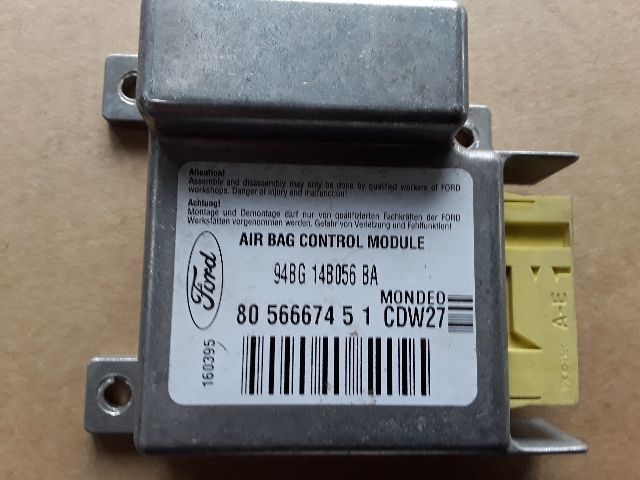 Attention!
Assembly and disassembly may only be done by qualified workers of FORD
workshops. Danger of injury and malfunction!
Achtung!
Montage und Demontage darf nur von qualifizierten Fachkräften der FORD
Werkstätten vorgenommen werden. Gefahr von Verletzung und Fehlfunktion!
AIR BAG CONTROL MODULE
Ford
94BG 14B056 BA
MONDEO
80 566674 5 1 CDW27
160395
A-E 1